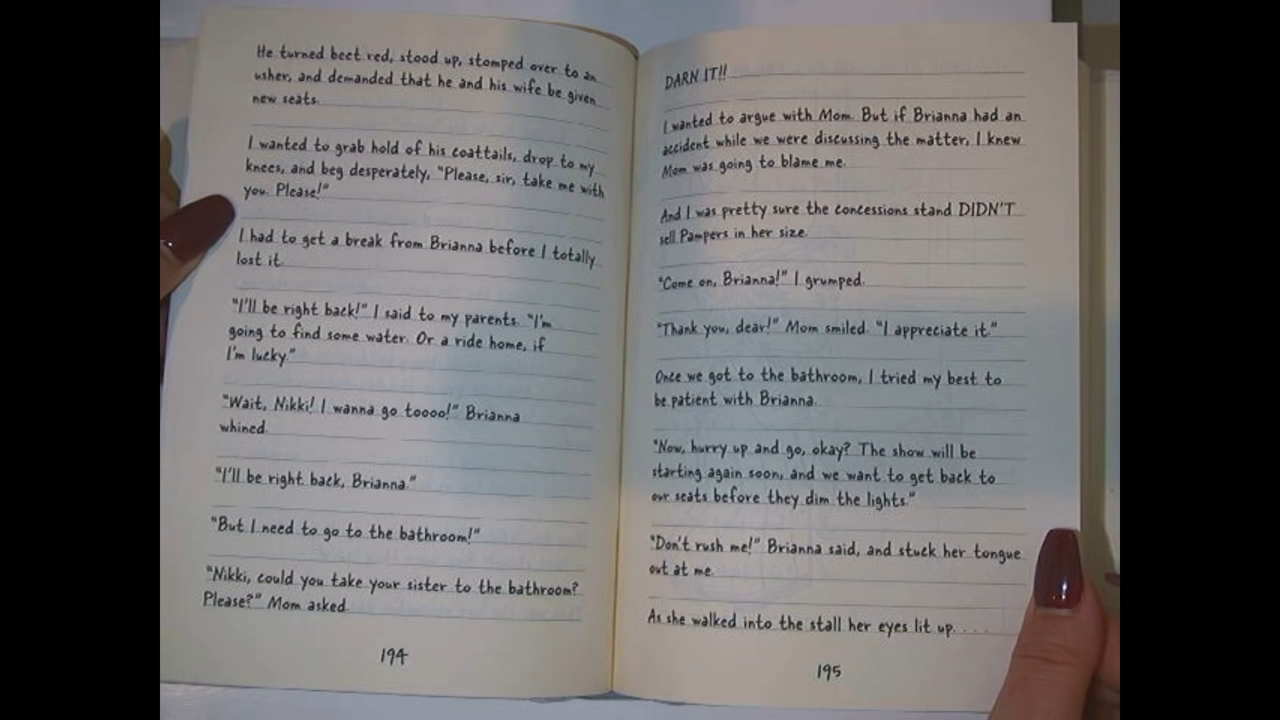 He turned beet red, stood up, stomped over to an
usher, and demanded that he and his wife be given
new seats.
I wanted to grab hold of his coattails, drop to my
knees, and beg desperately, "Please, sir, take me with
you. Please!"
I had to get a break from Brianna before I totally
lost it.
"I'll be right back!" I said to my parents. "I'm
going to find some water. Or a ride home, if
I'm lucky."
"Wait, Nikki! I wanna go toooo!" Brianna
whined.
"I'll be right back, Brianna."
"But I need to go to the bathroom!"
"Nikki, could you take your sister to the bathroom?
Please?" Mom asked.
194
DARN IT!!
I wanted to argue with Mom. But if Brianna had an
accident while we were discussing the matter, I knew
Mom was going to blame me.
And I was pretty sure the concessions stand DIDN'T
sell Pampers in her size.
"Come on, Brianna!" I grumped.
"Thank you, dear!" Mom smiled. "I appreciate it."
Once we got to the bathroom, I tried my best to
be patient with Brianna.
"Now, hurry up and go, okay? The show will be
starting again soon, and we want to get back to
our seats before they dim the lights."
"Don't rush me!" Brianna said, and stuck her tongue
out at me.
As she walked into the stall her eyes lit up. . . .
195